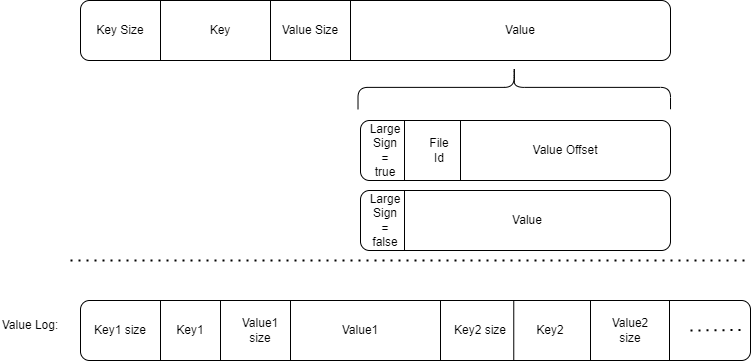 Key Size
Key
Value Size
Value
Large
Sign
=
true
File
Id
Value Offset
Large
Sign
=
false
Value
Value Log:
Key1 size
Key1
Value1
size
Value1
Key2 size
Key2
Value2
size
.......